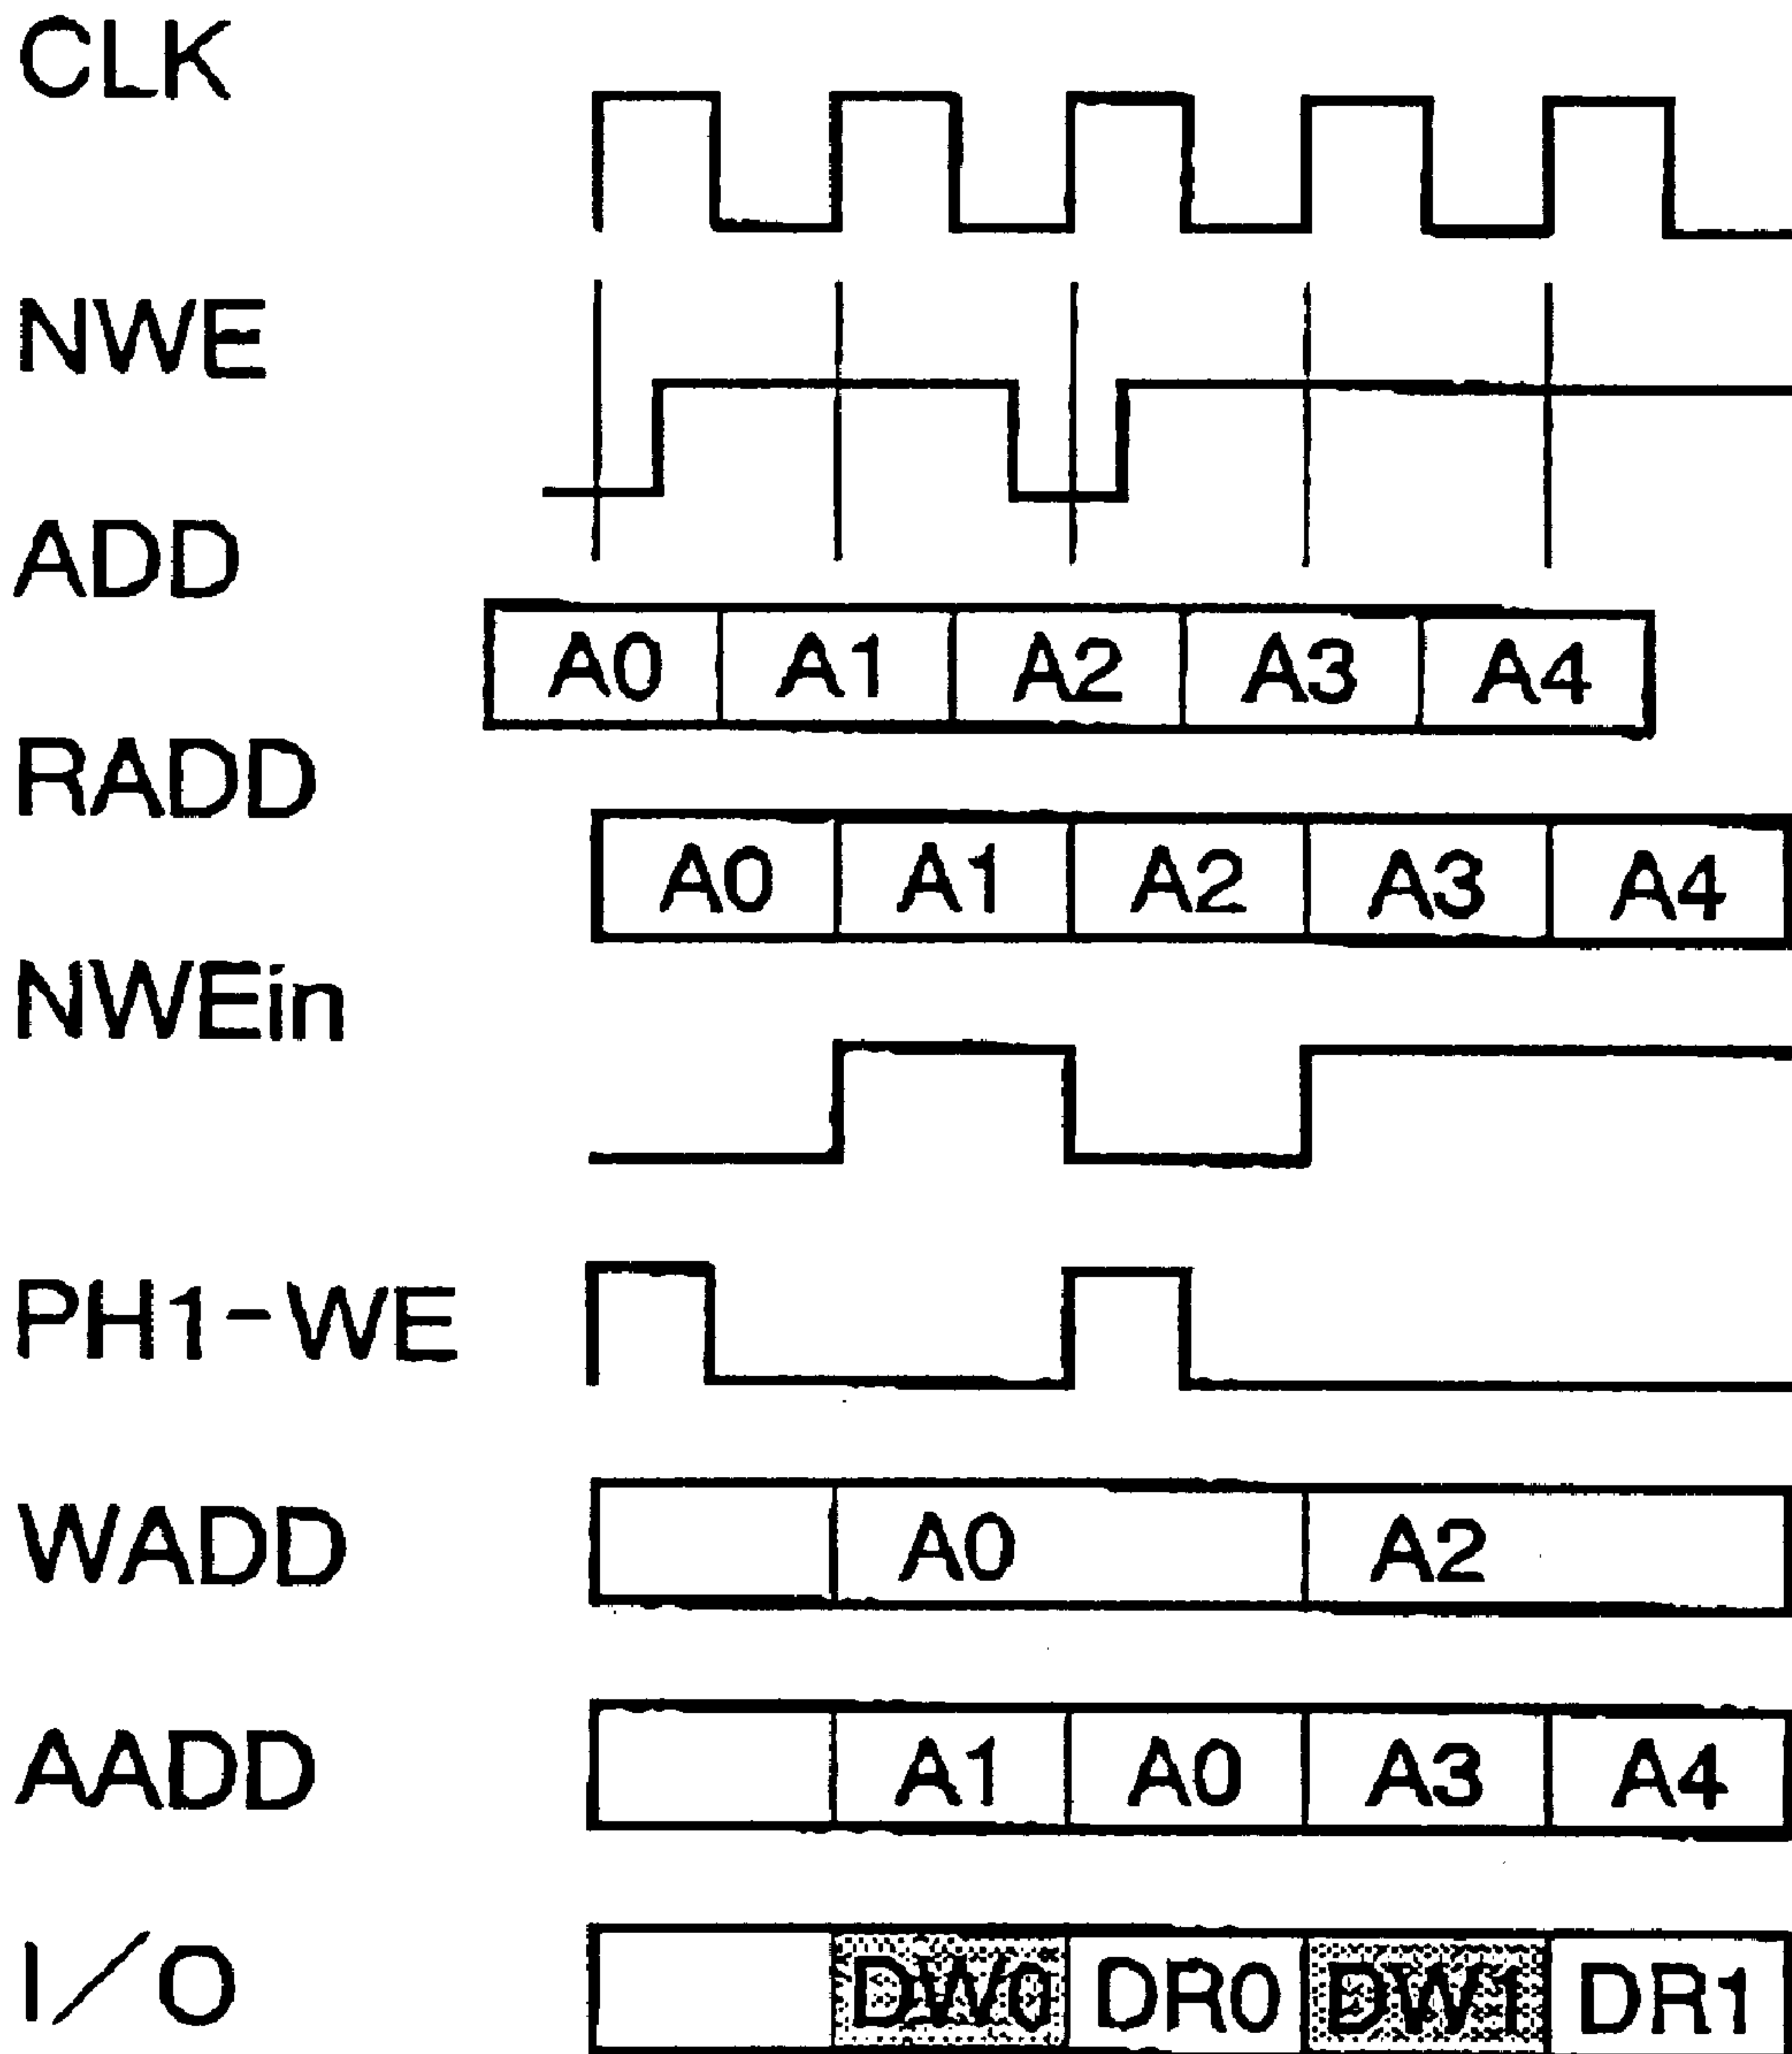 CLK
NWE
ADD
A0 A1 A2 A3 A4
RADD
A0 A1 A2 A3 A4
NWEin
PH1-WE
WADD
A0 A2
AADD
A1 A0 A3 A4
I/O
DW0 DR0 DW1 DR1